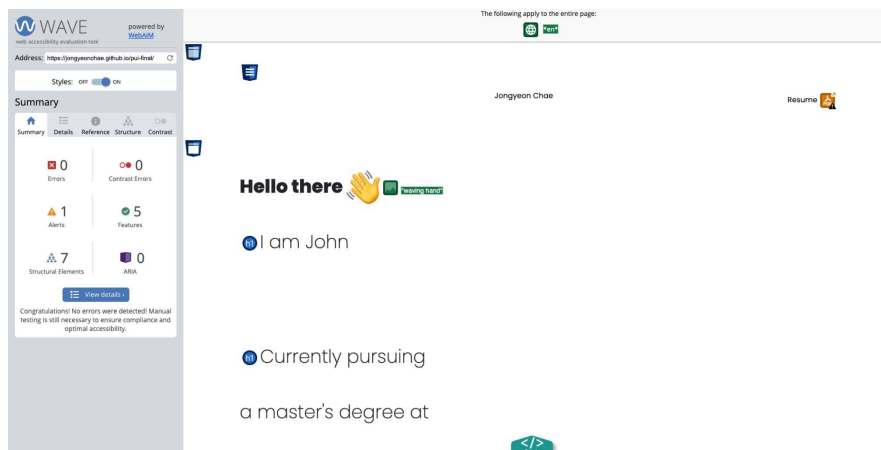 WAVE
web accessibility evaluation tool
powered by
WebAIM
Address: https://jongyeonchae.github.io/pui-final/
Styles: OFF ON
Summary
Summary Details Reference Structure Contrast
0 Errors
0 Contrast Errors
1 Alerts
5 Features
7 Structural Elements
0 ARIA
View details ›
Congratulations! No errors were detected! Manual
testing is still necessary to ensure compliance and
optimal accessibility.
The following apply to the entire page:
*en*
Jongyeon Chae
Resume
Hello there
*waving hand*
h1 I am John
h1 Currently pursuing
a master's degree at
</>